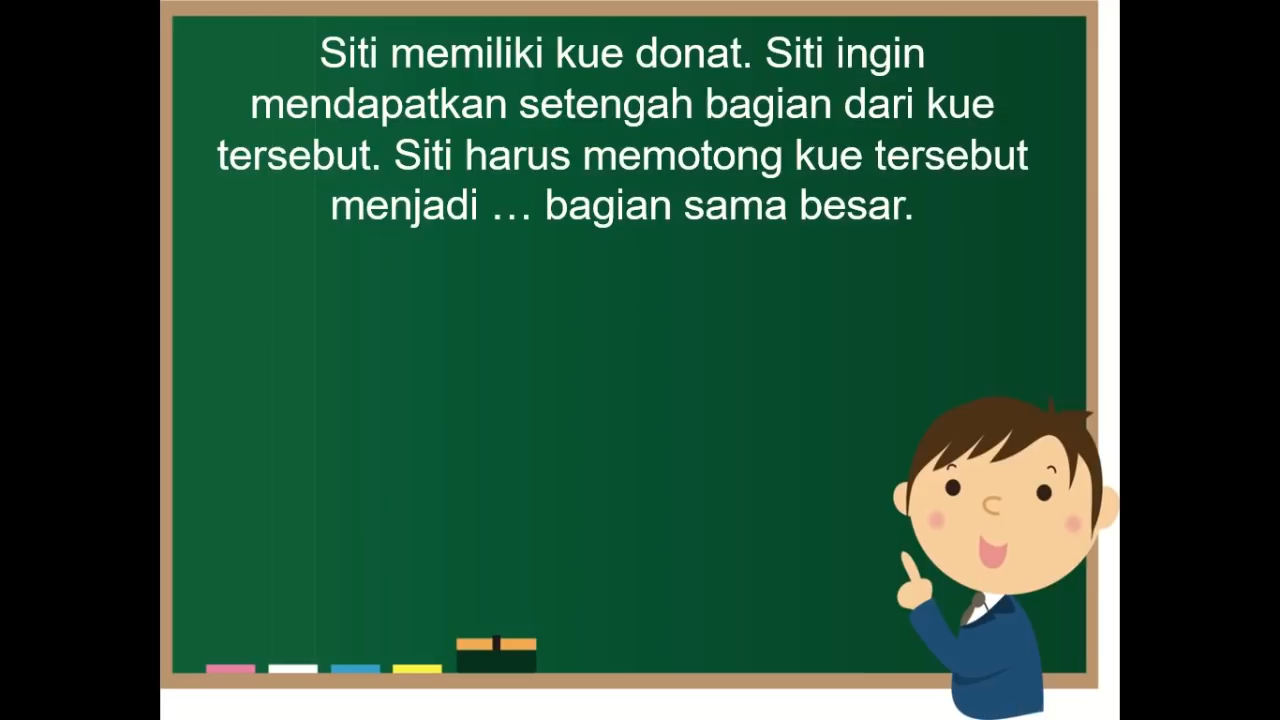 Siti memiliki kue donat. Siti ingin
mendapatkan setengah bagian dari kue
tersebut. Siti harus memotong kue tersebut
menjadi … bagian sama besar.